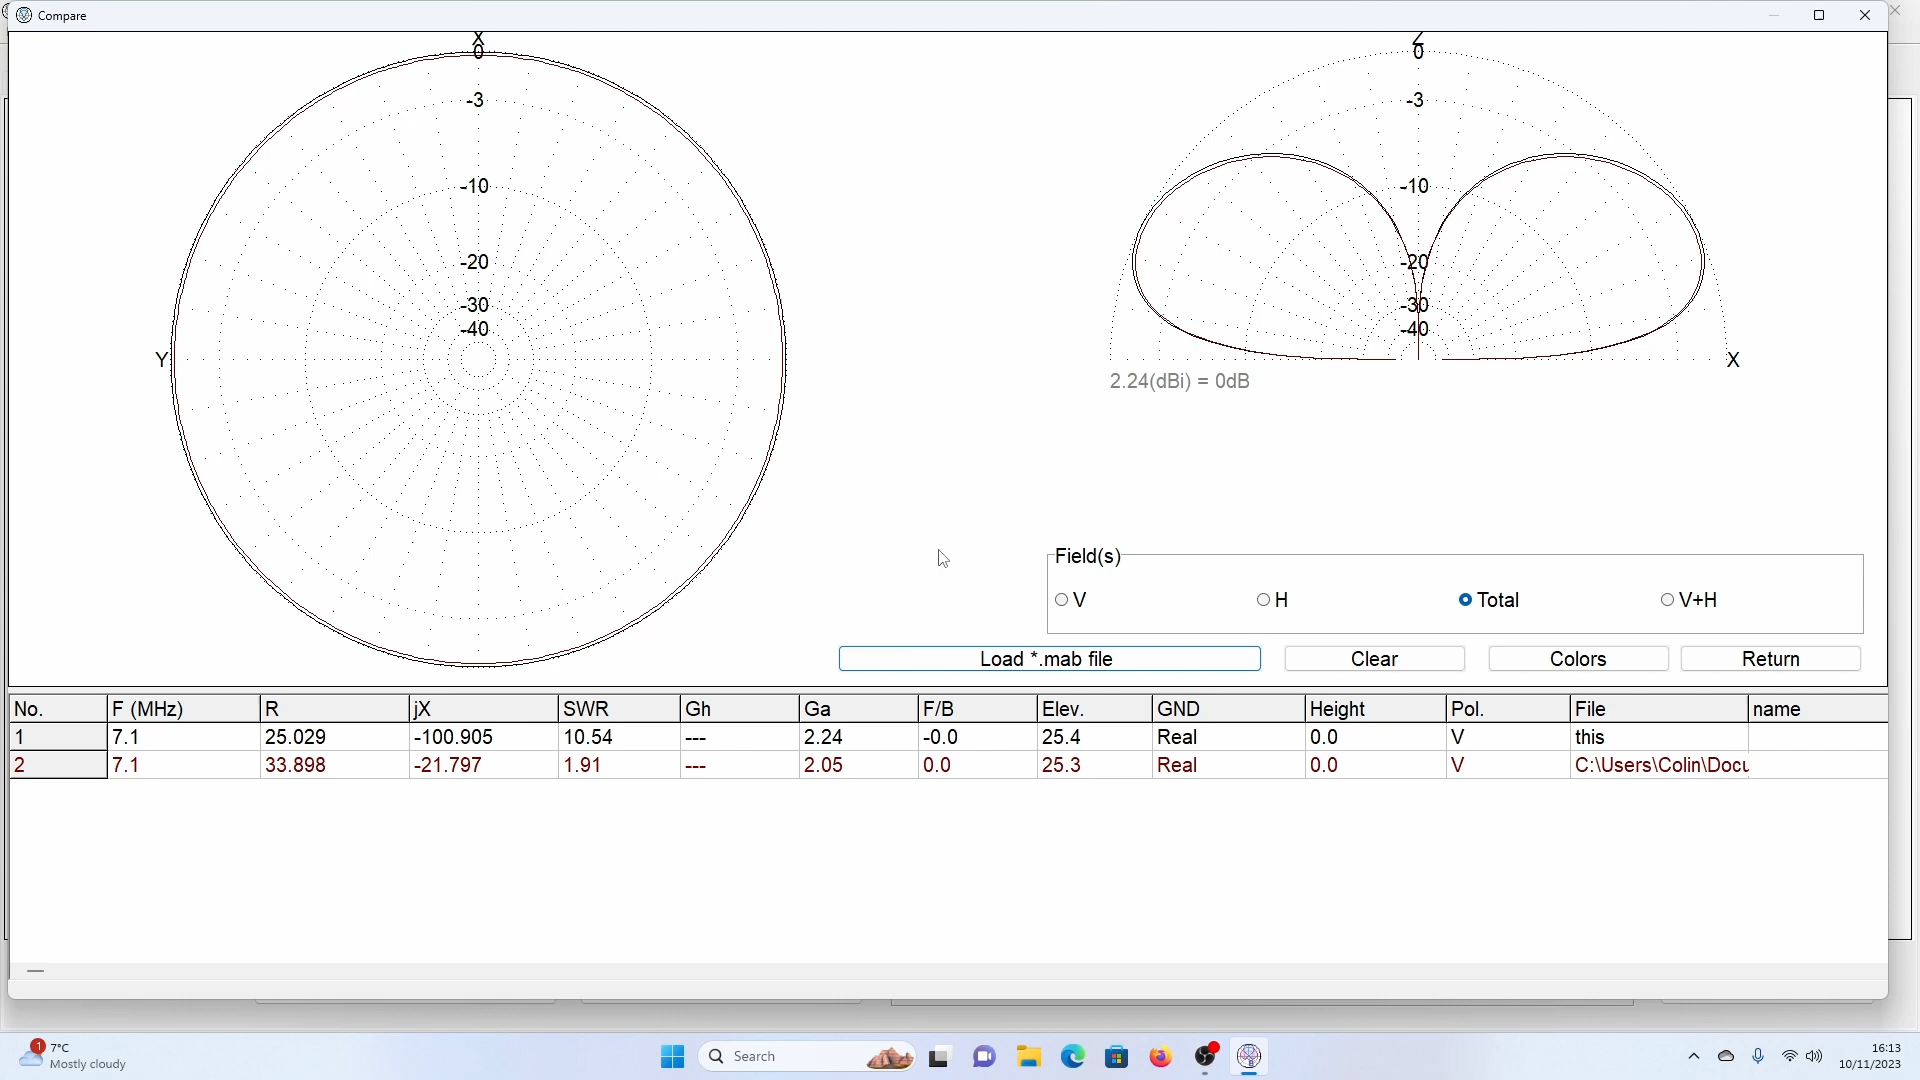 Compare
X
0
-3
-10
-20
-30
-40
Y
Z
0
-3
-10
-20
-30
-40
X
2.24(dBi) = 0dB
Field(s)
V H Total V+H
Load *.mab file Clear Colors Return
No. F (MHz) R jX SWR Gh Ga F/B Elev. GND Height Pol. File name
1 7.1 25.029 -100.905 10.54 --- 2.24 -0.0 25.4 Real 0.0 V this
2 7.1 33.898 -21.797 1.91 --- 2.05 0.0 25.3 Real 0.0 V C:\Users\Colin\Docu
1
7°C
Mostly cloudy
Search
16:13
10/11/2023